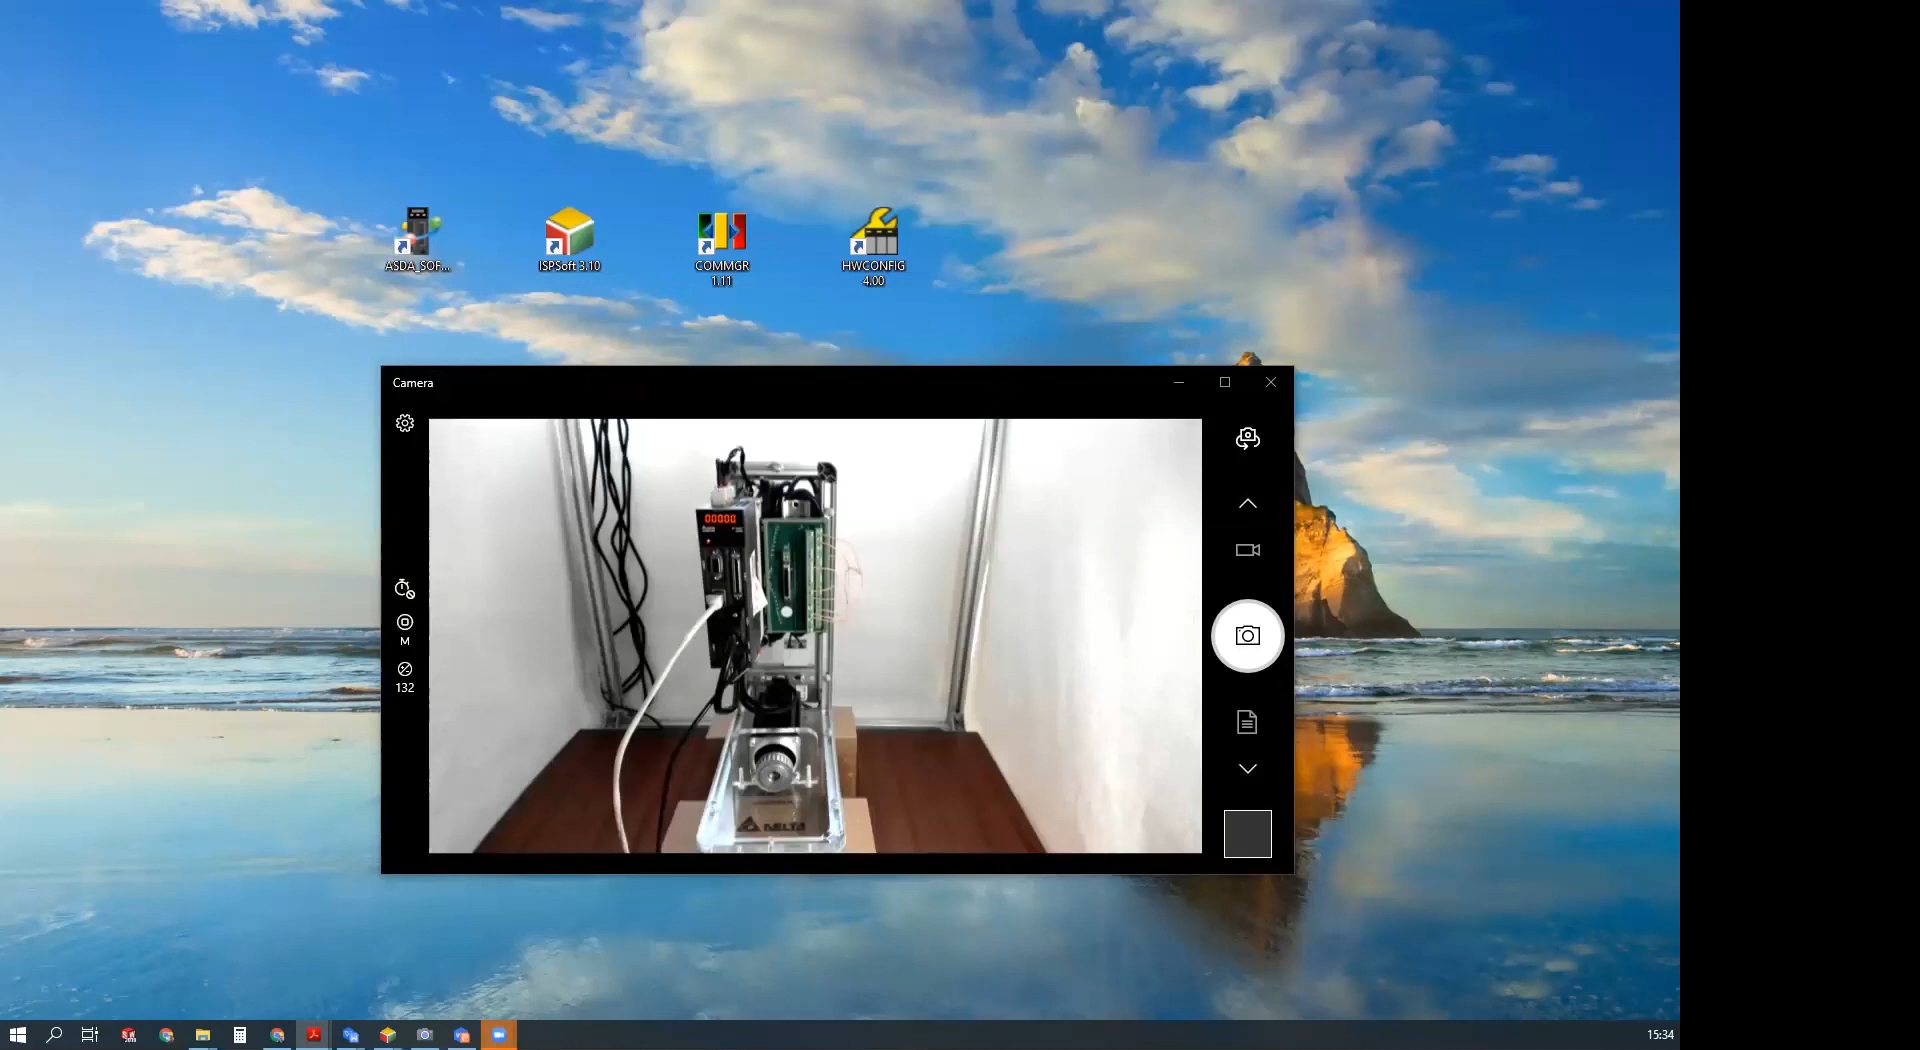 ASDA_SOF...
ISPSoft 3.10
COMMGR
1.11
HWCONFIG
4.00
Camera
00000
M
132
DELTA
15:34